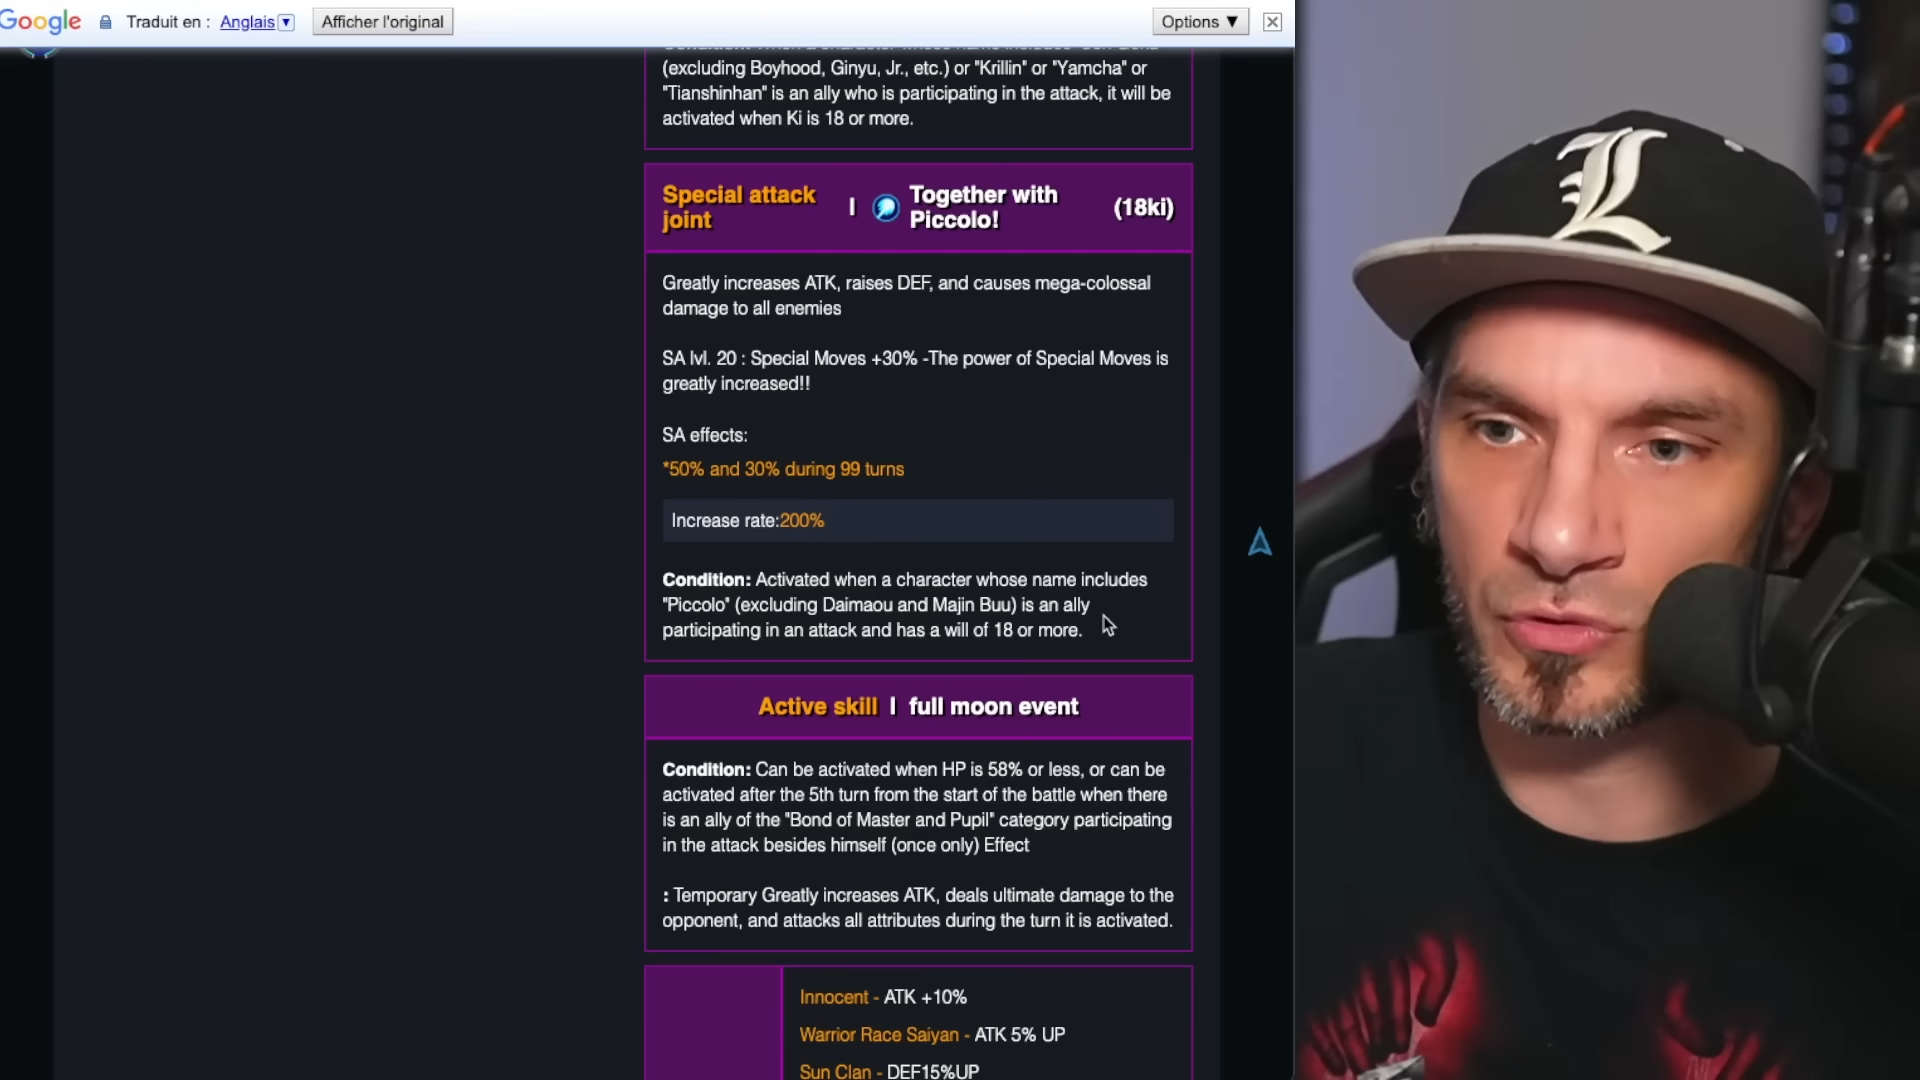 Google Traduit en : Anglais ▼ Afficher l'original Options ▼
(excluding Boyhood, Ginyu, Jr., etc.) or "Krillin" or "Yamcha" or
"Tianshinhan" is an ally who is participating in the attack, it will be
activated when Ki is 18 or more.
Special attack
joint
|
Together with
Piccolo!
(18ki)
Greatly increases ATK, raises DEF, and causes mega-colossal
damage to all enemies
SA lvl. 20 : Special Moves +30% -The power of Special Moves is
greatly increased!!
SA effects:
*50% and 30% during 99 turns
Increase rate:200%
Condition: Activated when a character whose name includes
"Piccolo" (excluding Daimaou and Majin Buu) is an ally
participating in an attack and has a will of 18 or more.
Active skill | full moon event
Condition: Can be activated when HP is 58% or less, or can be
activated after the 5th turn from the start of the battle when there
is an ally of the "Bond of Master and Pupil" category participating
in the attack besides himself (once only) Effect
: Temporary Greatly increases ATK, deals ultimate damage to the
opponent, and attacks all attributes during the turn it is activated.
Innocent - ATK +10%
Warrior Race Saiyan - ATK 5% UP
Sun Clan - DEF15%UP
L